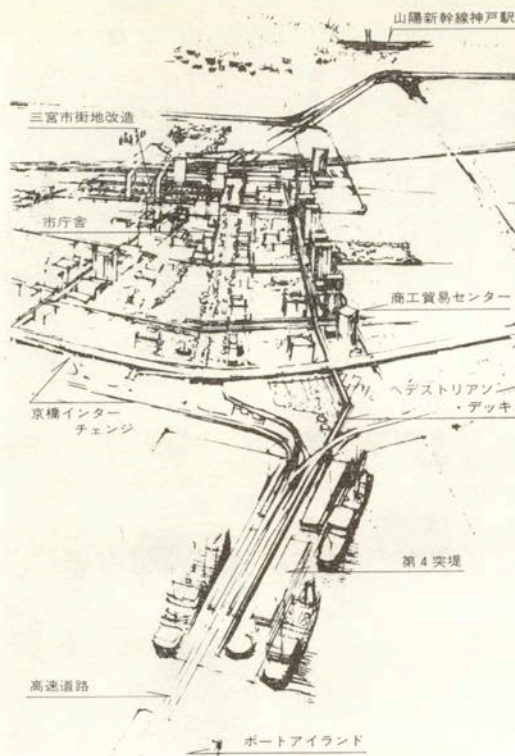 山陽新幹線神戸駅
三宮市街地改造
市庁舎
商工貿易センター
京橋インター
チェンジ
ペデストリアン
・デッキ
第4突堤
高速道路
ポートアイランド